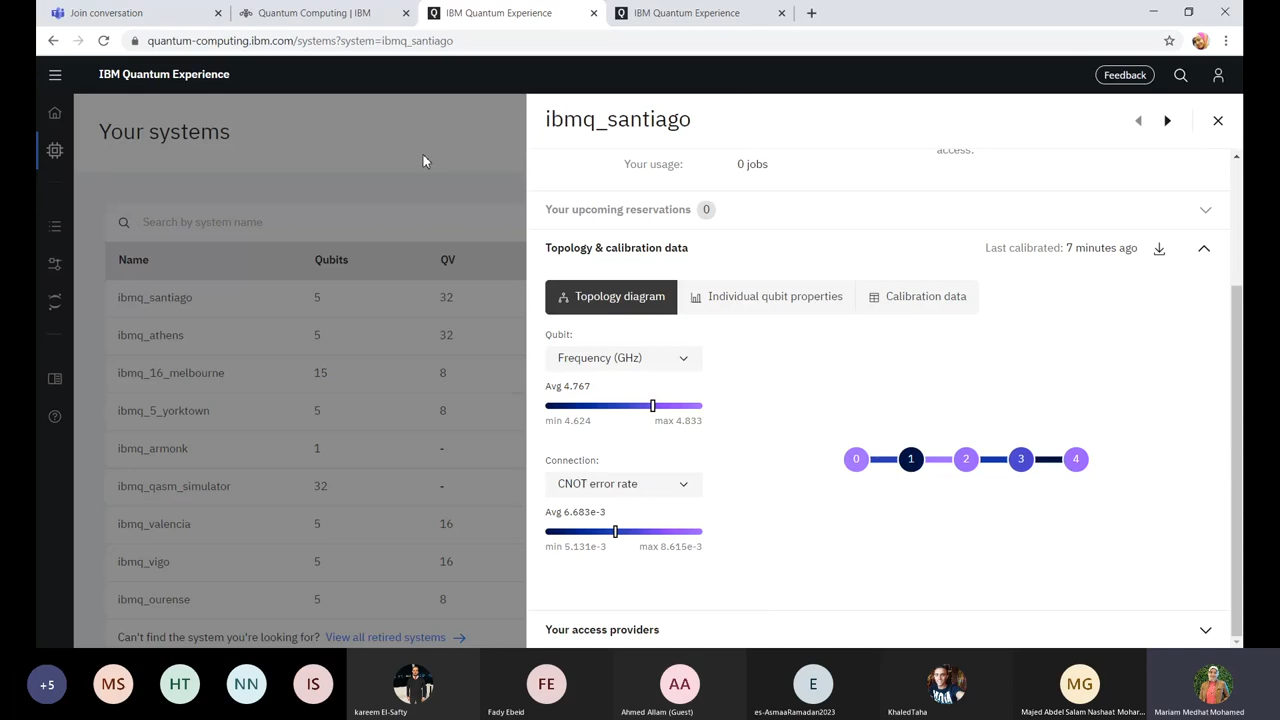 Join conversation
Quantum Computing | IBM
IBM Quantum Experience
IBM Quantum Experience
quantum-computing.ibm.com/systems?system=ibmq_santiago
IBM Quantum Experience
Feedback
Your systems
ibmq_santiago
access.
Your usage: 0 jobs
Search by system name
Your upcoming reservations 0
Name Qubits QV
Topology & calibration data Last calibrated: 7 minutes ago
ibmq_santiago 5 32
Topology diagram Individual qubit properties Calibration data
ibmq_athens 5 32
Qubit:
Frequency (GHz)
ibmq_16_melbourne 15 8
Avg 4.767
ibmq_5_yorktown 5 8
min 4.624 max 4.833
ibmq_armonk 1 -
Connection:
0 1 2 3 4
ibmq_qasm_simulator 32 -
CNOT error rate
Avg 6.683e-3
ibmq_valencia 5 16
min 5.131e-3 max 8.615e-3
ibmq_vigo 5 16
ibmq_ourense 5 8
Can't find the system you're looking for? View all retired systems
Your access providers
+5 MS HT NN IS FE AA E MG
kareem El-Safty
Fady Ebeid
Ahmed Allam (Guest)
es-AsmaaRamadan2023
KhaledTaha
Majed Abdel Salam Nashaat Mohar...
Mariam Medhat Mohamed